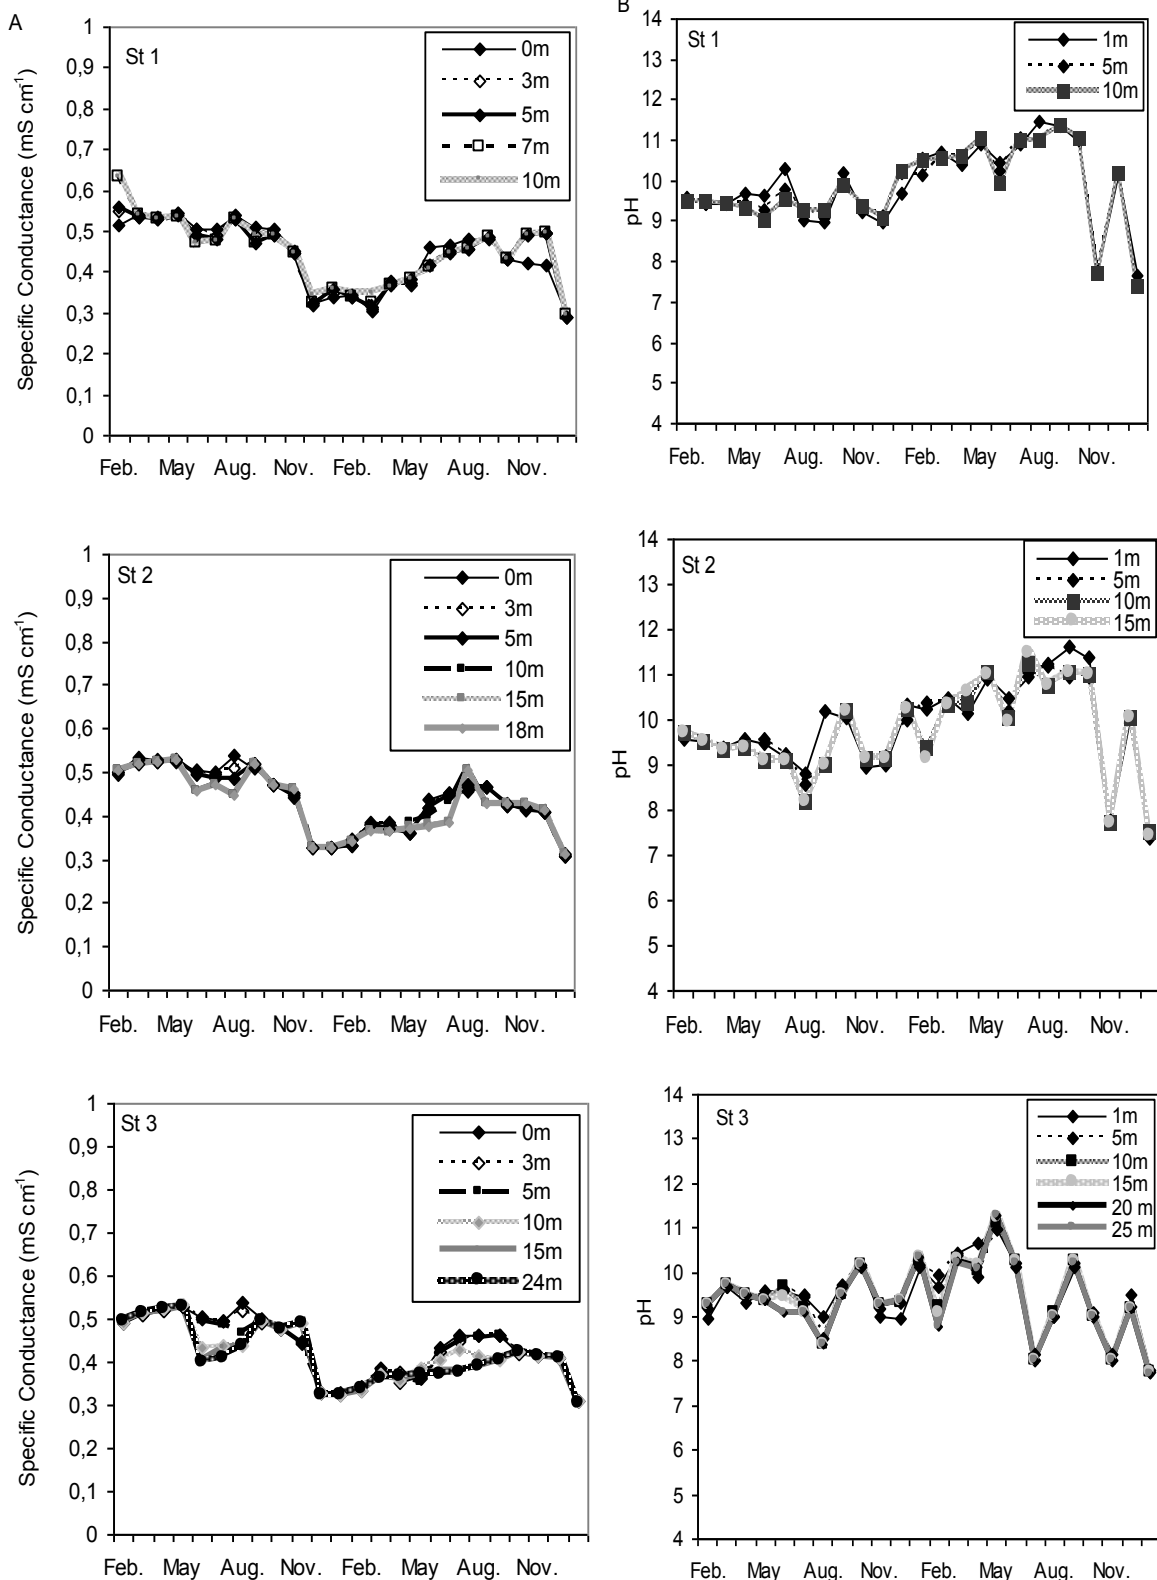 A
B
Sepecific Conductance (mS cm-1)
1
0,9
0,8
0,7
0,6
0,5
0,4
0,3
0,2
0,1
0
St 1
0m
3m
5m
7m
10m
Feb. May Aug. Nov. Feb. May Aug. Nov.
pH
14
13
12
11
10
9
8
7
6
5
4
St 1
1m
5m
10m
Feb. May Aug. Nov. Feb. May Aug. Nov.
Specific Conductance (mS cm-1)
1
0,9
0,8
0,7
0,6
0,5
0,4
0,3
0,2
0,1
0
St 2
0m
3m
5m
10m
15m
18m
Feb. May Aug. Nov. Feb. May Aug. Nov.
pH
14
13
12
11
10
9
8
7
6
5
4
St 2
1m
5m
10m
15m
Feb. May Aug. Nov. Feb. May Aug. Nov.
Specific Conductance (mS cm-1)
1
0,9
0,8
0,7
0,6
0,5
0,4
0,3
0,2
0,1
0
St 3
0m
3m
5m
10m
15m
24m
Feb. May Aug. Nov. Feb. May Aug. Nov.
pH
14
13
12
11
10
9
8
7
6
5
4
St 3
1m
5m
10m
15m
20 m
25 m
Feb. May Aug. Nov. Feb. May Aug. Nov.